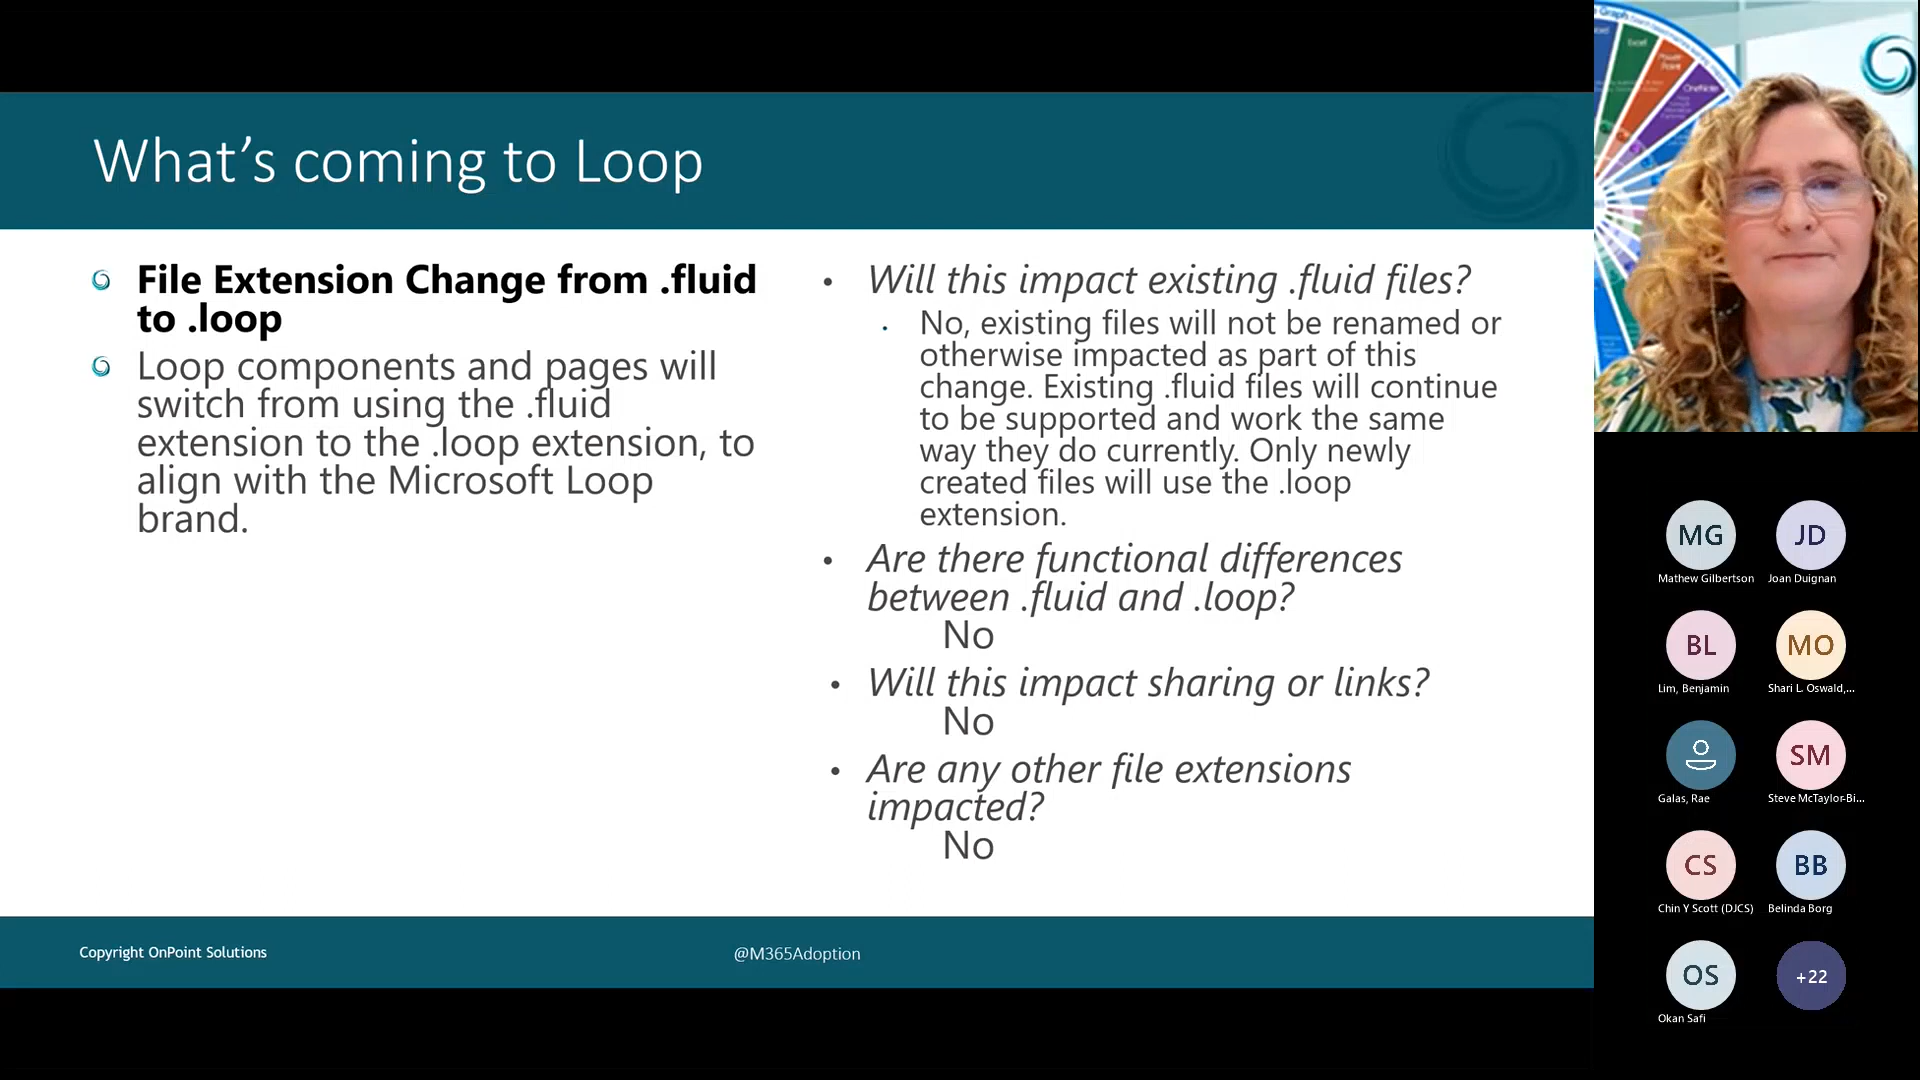 What's coming to Loop
File Extension Change from .fluid
to .loop
Loop components and pages will
switch from using the .fluid
extension to the .loop extension, to
align with the Microsoft Loop
brand.
Will this impact existing .fluid files?
No, existing files will not be renamed or
otherwise impacted as part of this
change. Existing .fluid files will continue
to be supported and work the same
way they do currently. Only newly
created files will use the .loop
extension.
Are there functional differences
between .fluid and .loop?
No
Will this impact sharing or links?
No
Are any other file extensions
impacted?
No
Copyright OnPoint Solutions
@M365Adoption
Graph
Excel
Power-
Point
OneNote
MG
Mathew Gilbertson
JD
Joan Duignan
BL
Lim, Benjamin
MO
Shari L. Oswald,...
Galas, Rae
SM
Steve McTaylor-Bi...
CS
Chin Y Scott (DJCS)
BB
Belinda Borg
OS
Okan Safi
+22